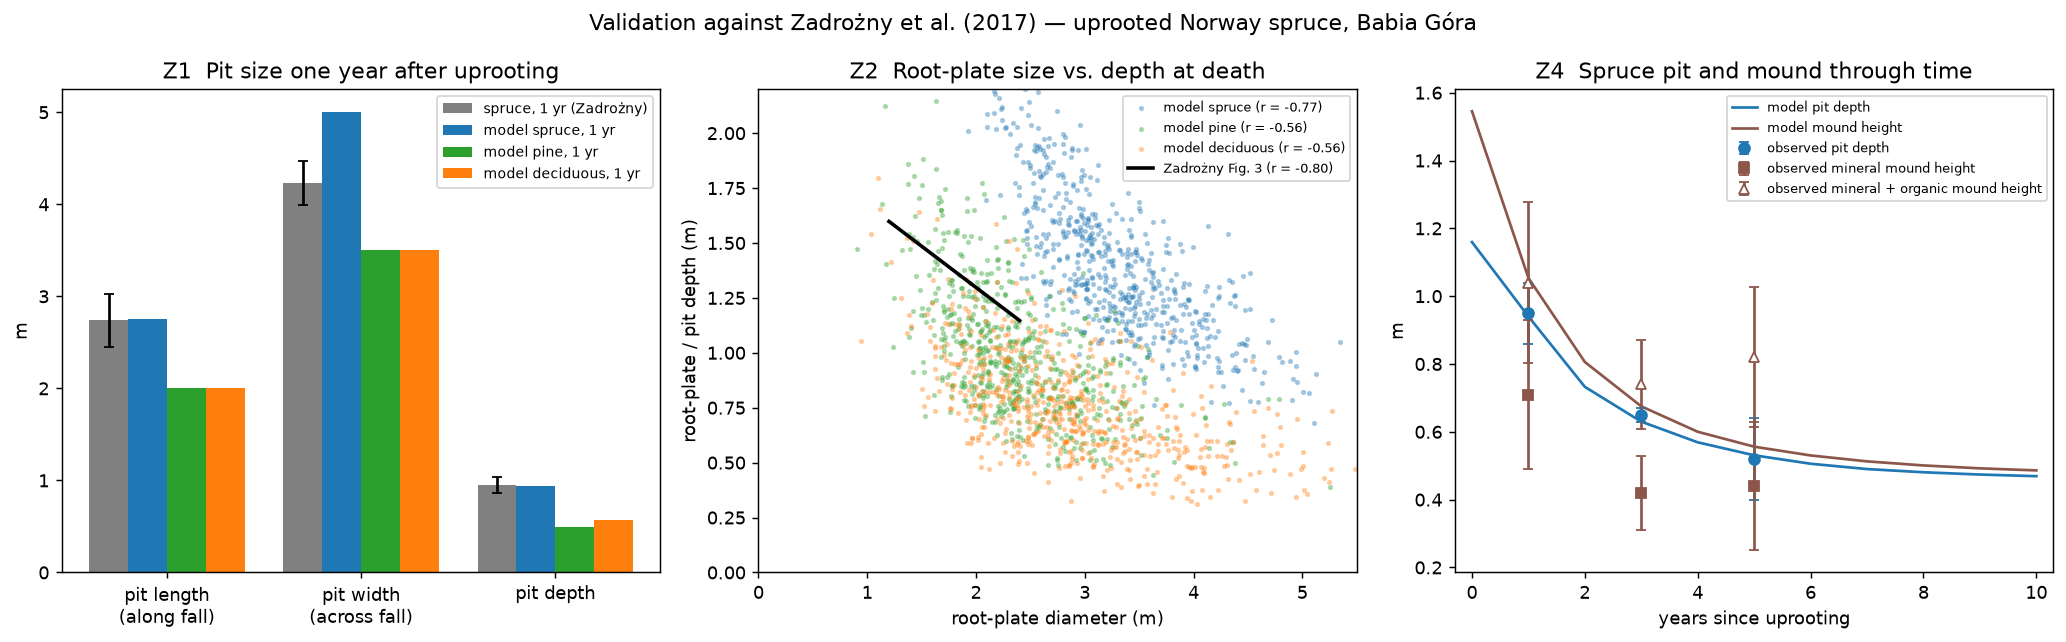 Validation against Zadrożny et al. (2017) — uprooted Norway spruce, Babia Góra
Z1  Pit size one year after uprooting
5
4
3
2
1
0
m
spruce, 1 yr (Zadrożny)
model spruce, 1 yr
model pine, 1 yr
model deciduous, 1 yr
pit length
(along fall)
pit width
(across fall)
pit depth
Z2  Root-plate size vs. depth at death
2.00
1.75
1.50
1.25
1.00
0.75
0.50
0.25
0.00
root-plate / pit depth (m)
model spruce (r = -0.77)
model pine (r = -0.56)
model deciduous (r = -0.56)
Zadrożny Fig. 3 (r = -0.80)
0 1 2 3 4 5
root-plate diameter (m)
Z4  Spruce pit and mound through time
1.6
1.4
1.2
1.0
0.8
0.6
0.4
0.2
m
model pit depth
model mound height
observed pit depth
observed mineral mound height
observed mineral + organic mound height
0 2 4 6 8 10
years since uprooting